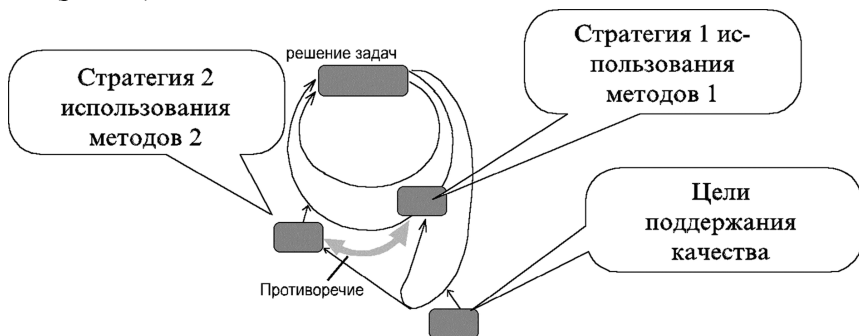 решение задач
Стратегия 2
использования
методов 2
Стратегия 1 ис-
пользования
методов 1
Цели
поддержания
качества
Противоречие